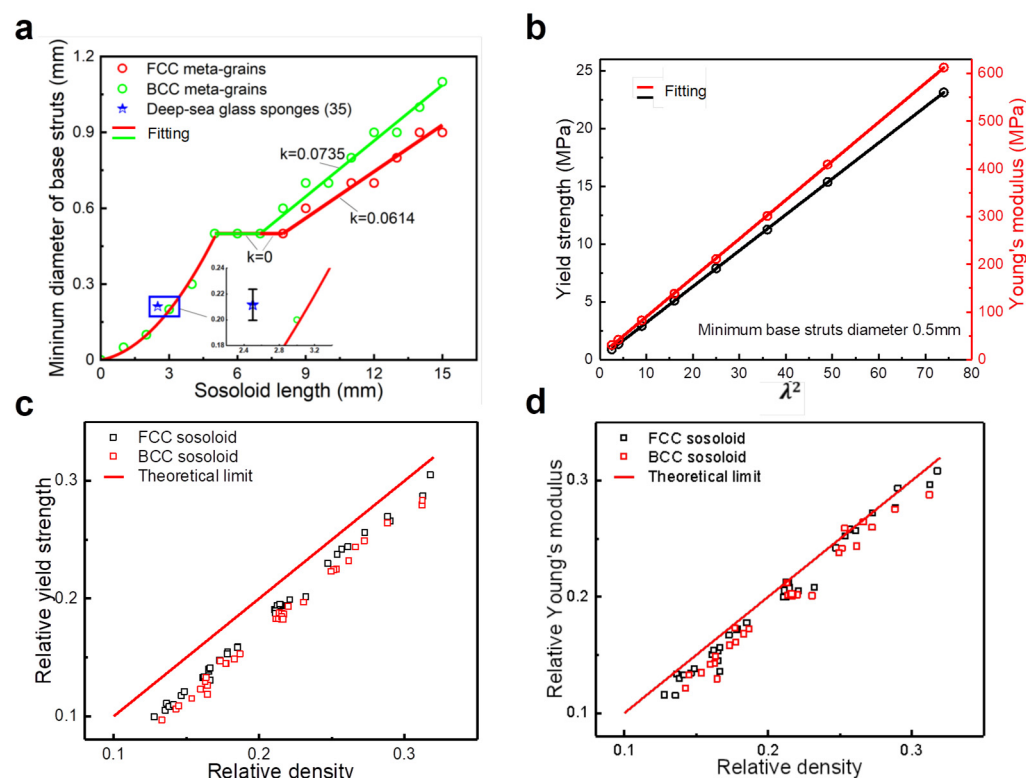 a
Mininum diameter of base struts (mm)
1.2
0.9
0.6
0.3
0
FCC meta-grains
BCC meta-grains
Deep-sea glass sponges (35)
Fitting
k=0.0735
k=0.0614
k=0
0.24
0.22
0.20
0.18
2.4 2.8 3.2
0 3 6 9 12 15
Sosoloid length (mm)
b
Yield strength (MPa)
25
20
15
10
5
0
Fitting
Minimum base struts diameter 0.5mm
600
500
400
300
200
100
0
Young's modulus (MPa)
0 10 20 30 40 50 60 70 80
λ²
c
Relative yield strength
0.3
0.2
0.1
FCC sosoloid
BCC sosoloid
Theoretical limit
0.1 0.2 0.3
Relative density
d
Relative Young's modulus
0.3
0.2
0.1
FCC sosoloid
BCC sosoloid
Theoretical limit
0.1 0.2 0.3
Relative density